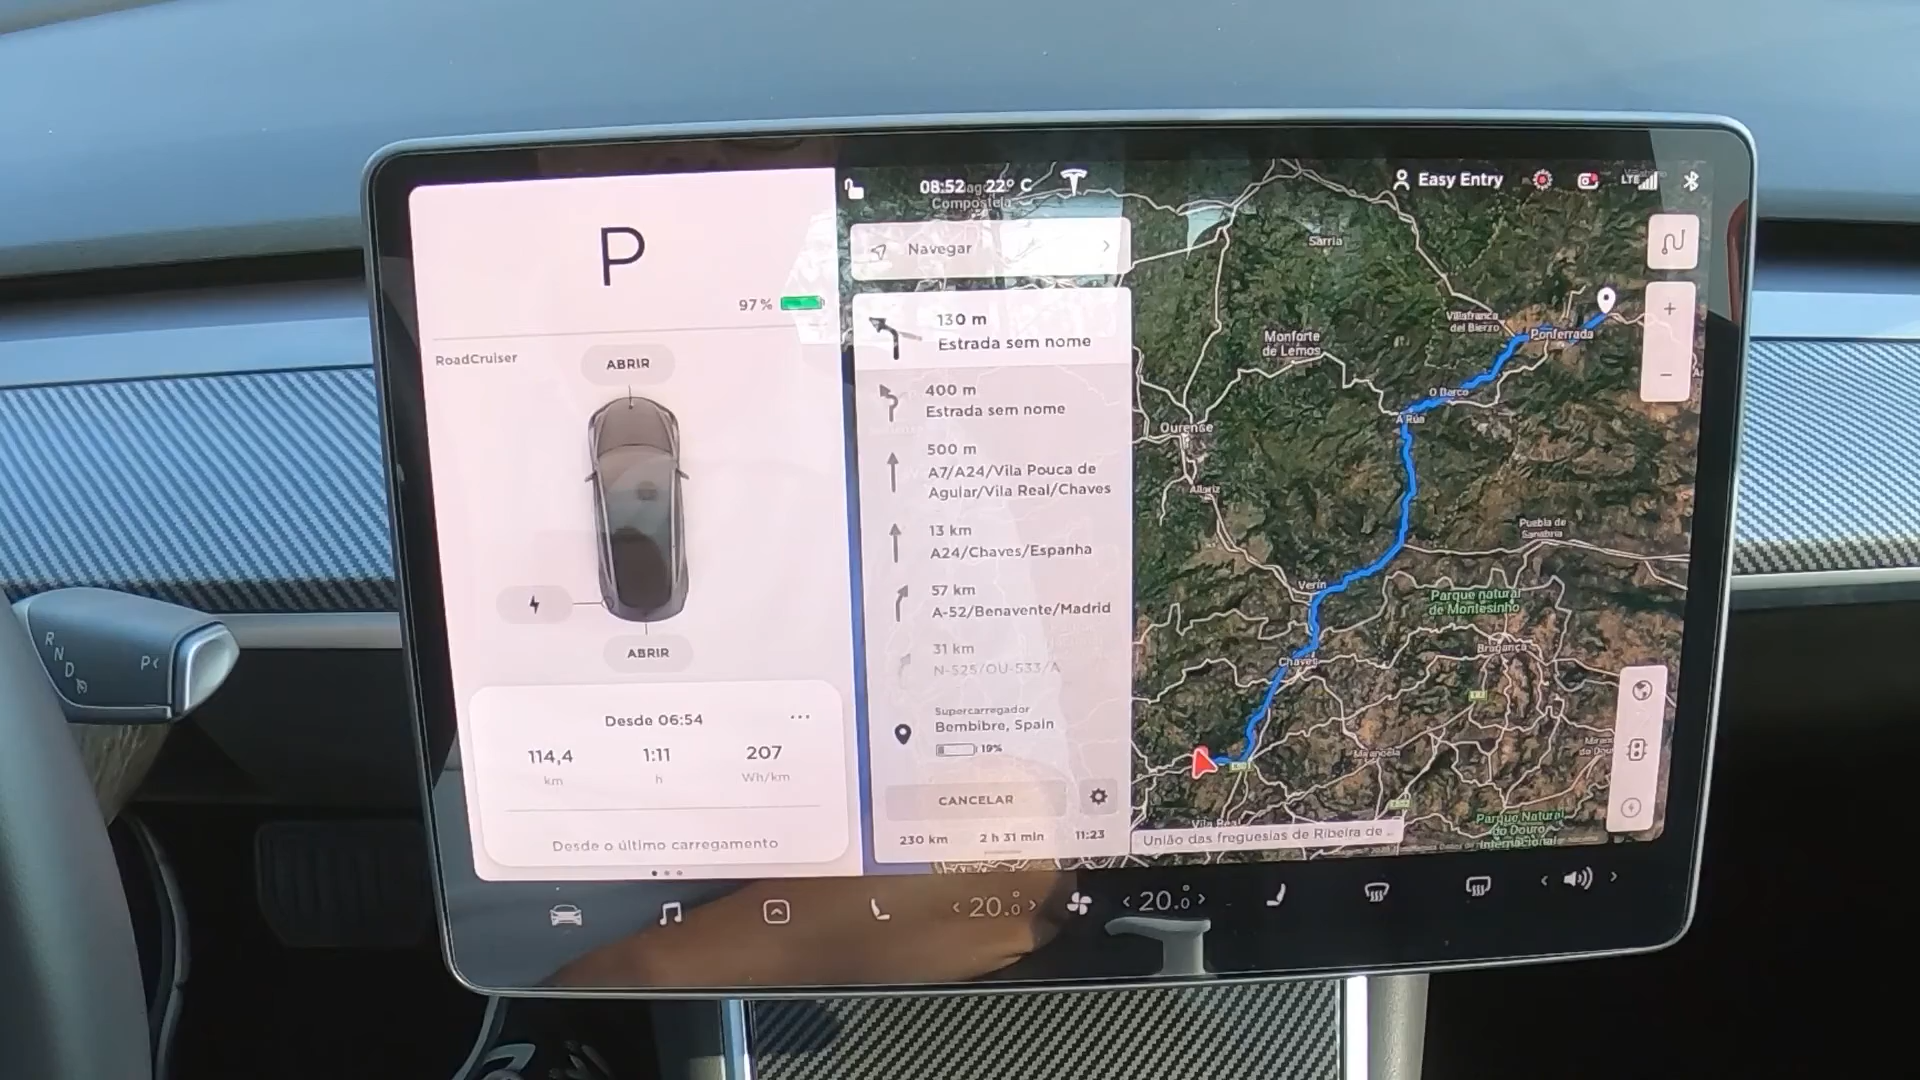 P
97%
RoadCruiser
ABRIR
ABRIR
Desde 06:54
...
114,4
1:11
207
km
h
Wh/km
Desde o último carregamento
08:52
22° C
Compostela
Easy Entry
LTE
Navegar
130 m
Estrada sem nome
400 m
Estrada sem nome
500 m
A7/A24/Vila Pouca de
Aguiar/Vila Real/Chaves
13 km
A24/Chaves/Espanha
57 km
A-52/Benavente/Madrid
31 km
N-525/OU-533/A
Supercarregador
Bembibre, Spain
19%
CANCELAR
230 km
2 h 31 min
11:23
Sarria
Villafranca
del Bierzo
Ponferrada
Monforte
de Lemos
O Barco
A Rúa
Ourense
Allariz
Puebla de
Sanabria
Verín
Parque natural
de Montesinho
Bragança
Chaves
Mirandela
Vila Real
Parque Natural
do Douro
Internacional
União das freguesias de Ribeira de ...
+
−
< 20.0 >
< 20.0 >
< >
R
N
D
P<